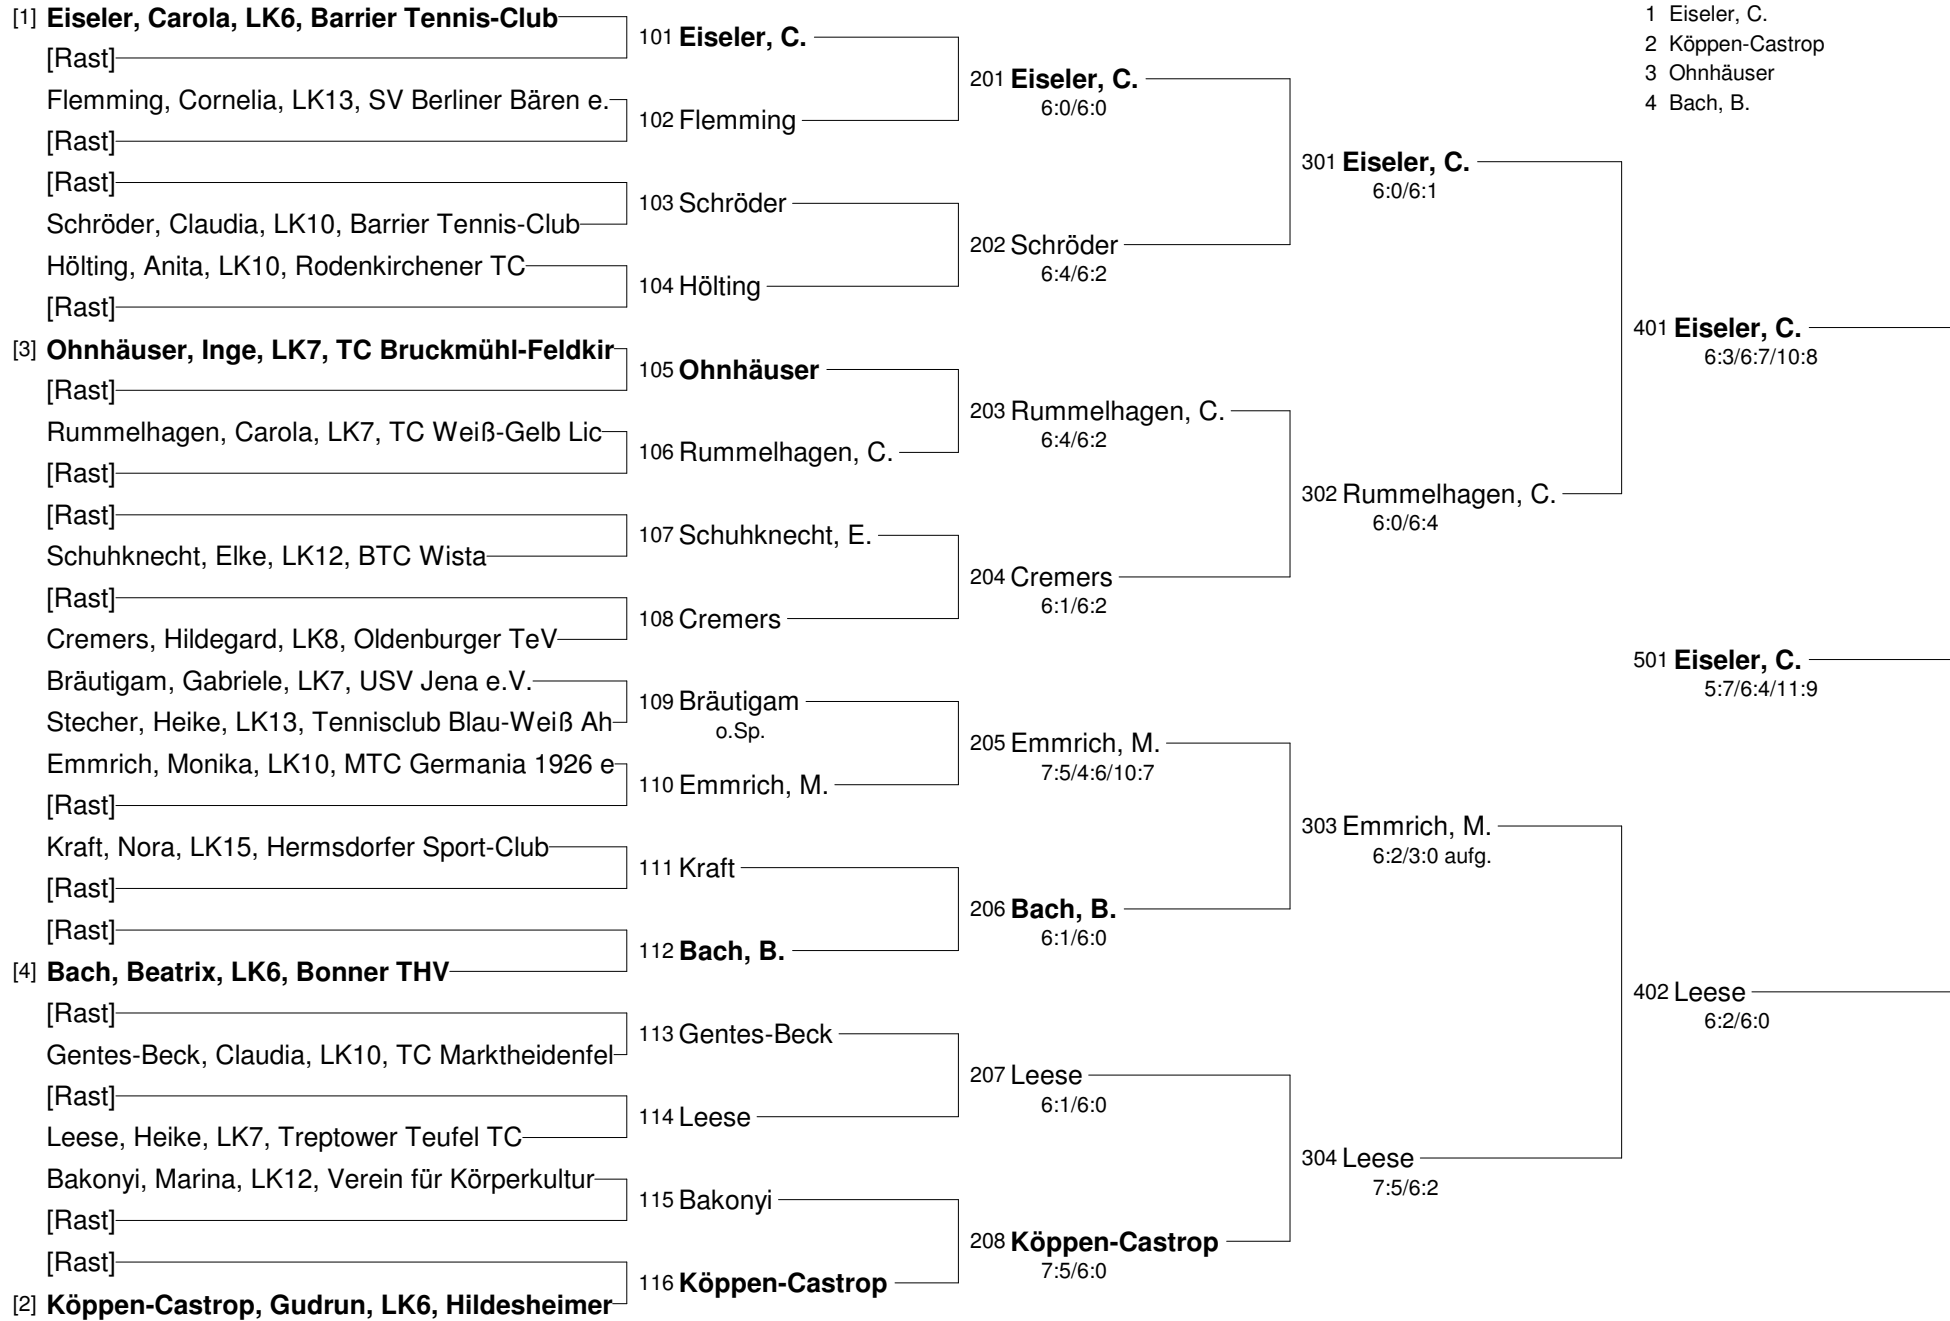 [1] Eiseler, Carola, LK6, Barrier Tennis-Club
[Rast]
Flemming, Cornelia, LK13, SV Berliner Bären e.
[Rast]
[Rast]
Schröder, Claudia, LK10, Barrier Tennis-Club
Hölting, Anita, LK10, Rodenkirchener TC
[Rast]
[3] Ohnhäuser, Inge, LK7, TC Bruckmühl-Feldkir
[Rast]
Rummelhagen, Carola, LK7, TC Weiß-Gelb Lic
[Rast]
[Rast]
Schuhknecht, Elke, LK12, BTC Wista
[Rast]
Cremers, Hildegard, LK8, Oldenburger TeV
Bräutigam, Gabriele, LK7, USV Jena e.V.
Stecher, Heike, LK13, Tennisclub Blau-Weiß Ah
Emmrich, Monika, LK10, MTC Germania 1926 e
[Rast]
Kraft, Nora, LK15, Hermsdorfer Sport-Club
[Rast]
[Rast]
[4] Bach, Beatrix, LK6, Bonner THV
[Rast]
Gentes-Beck, Claudia, LK10, TC Marktheidenfel
[Rast]
Leese, Heike, LK7, Treptower Teufel TC
Bakonyi, Marina, LK12, Verein für Körperkultur
[Rast]
[Rast]
[2] Köppen-Castrop, Gudrun, LK6, Hildesheimer
101 Eiseler, C.
102 Flemming
103 Schröder
104 Hölting
105 Ohnhäuser
106 Rummelhagen, C.
107 Schuhknecht, E.
108 Cremers
109 Bräutigam
o.Sp.
110 Emmrich, M.
111 Kraft
112 Bach, B.
113 Gentes-Beck
114 Leese
115 Bakonyi
116 Köppen-Castrop
201 Eiseler, C.
6:0/6:0
202 Schröder
6:4/6:2
203 Rummelhagen, C.
6:4/6:2
204 Cremers
6:1/6:2
205 Emmrich, M.
7:5/4:6/10:7
206 Bach, B.
6:1/6:0
207 Leese
6:1/6:0
208 Köppen-Castrop
7:5/6:0
301 Eiseler, C.
6:0/6:1
302 Rummelhagen, C.
6:0/6:4
303 Emmrich, M.
6:2/3:0 aufg.
304 Leese
7:5/6:2
1 Eiseler, C.
2 Köppen-Castrop
3 Ohnhäuser
4 Bach, B.
401 Eiseler, C.
6:3/6:7/10:8
501 Eiseler, C.
5:7/6:4/11:9
402 Leese
6:2/6:0